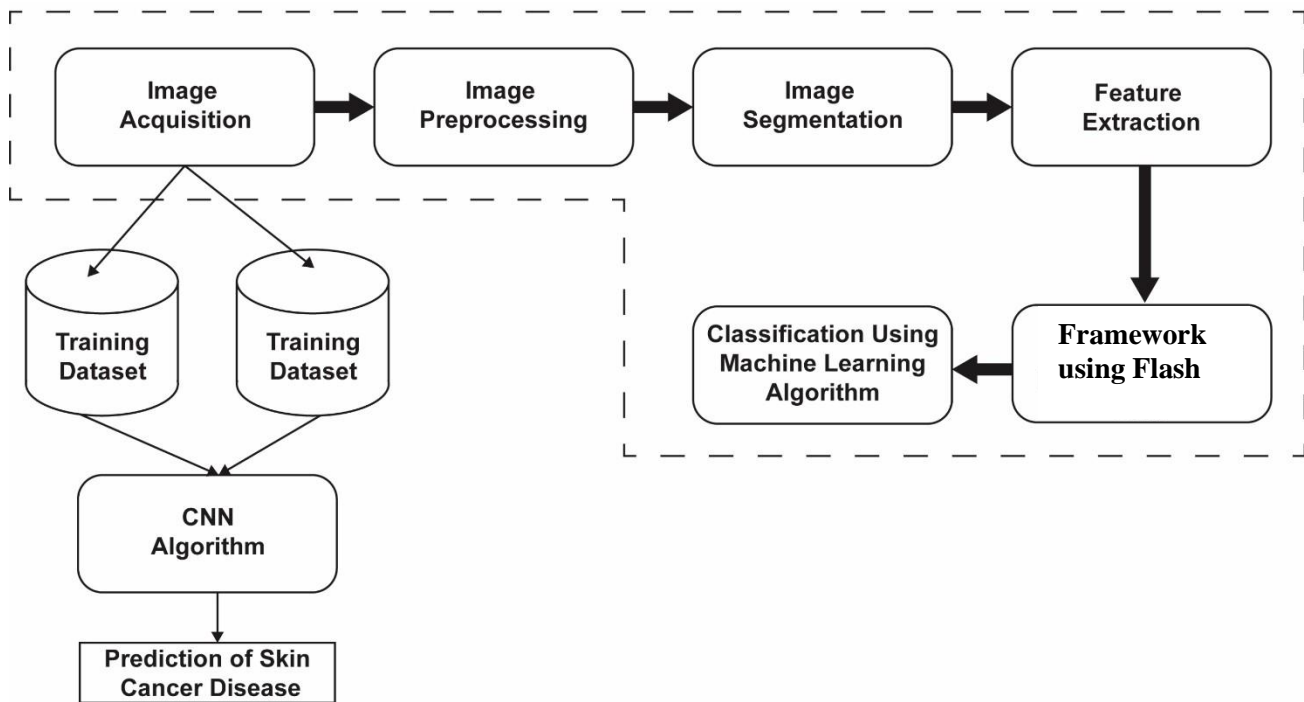 Image
Acquisition
Image
Preprocessing
Image
Segmentation
Feature
Extraction
Training
Dataset
Training
Dataset
Classification Using
Machine Learning
Algorithm
Framework
using Flash
CNN
Algorithm
Prediction of Skin
Cancer Disease